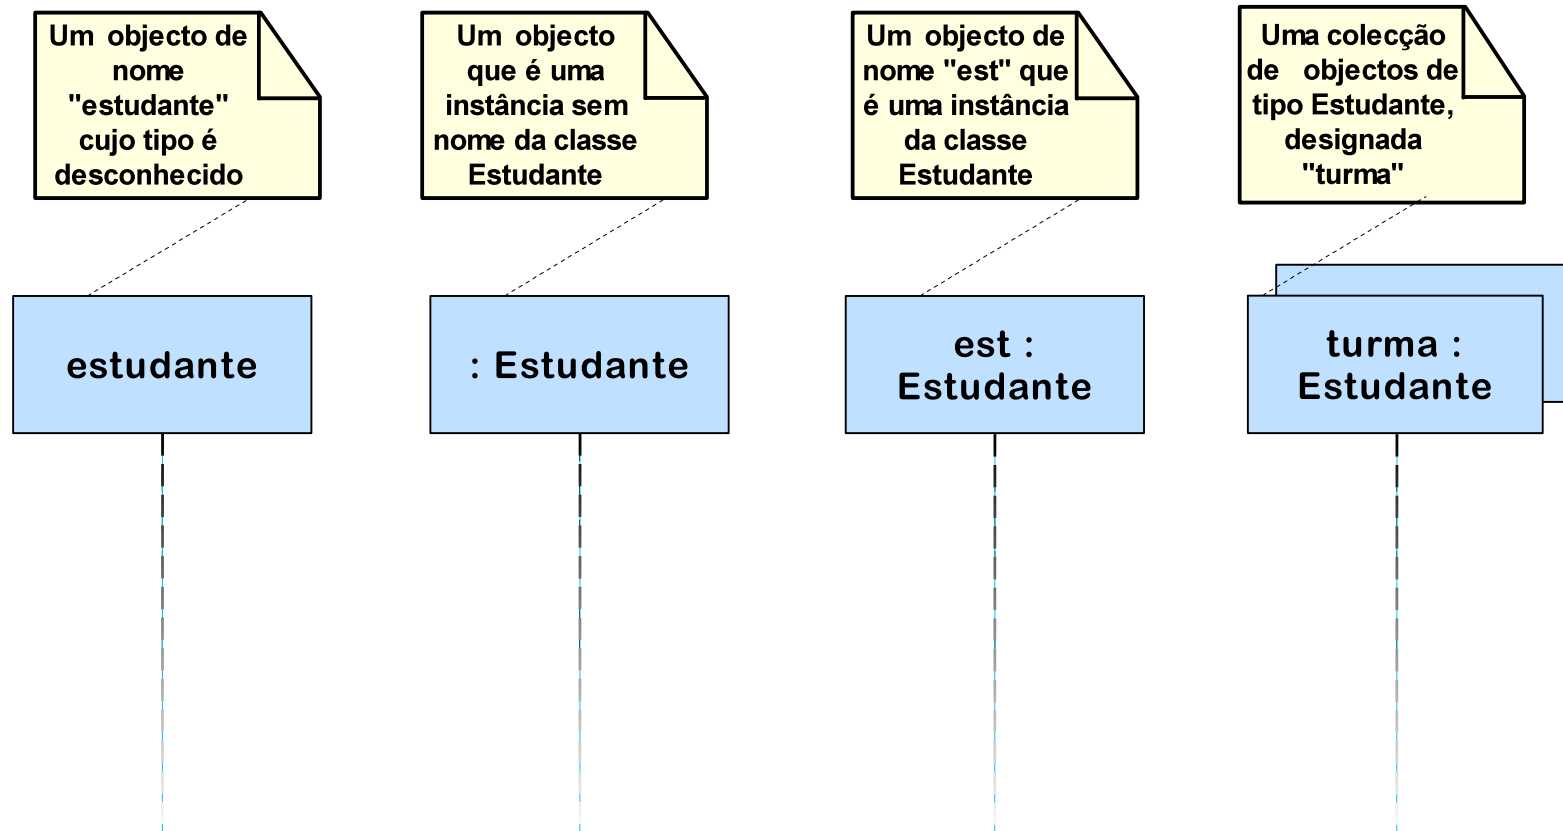 Um objecto de
nome
"estudante"
cujo tipo é
desconhecido
Um objecto
que é uma
instância sem
nome da classe
Estudante
Um objecto de
nome "est" que
é uma instância
da classe
Estudante
Uma colecção
de objectos de
tipo Estudante,
designada
"turma"
estudante
: Estudante
est :
Estudante
turma :
Estudante